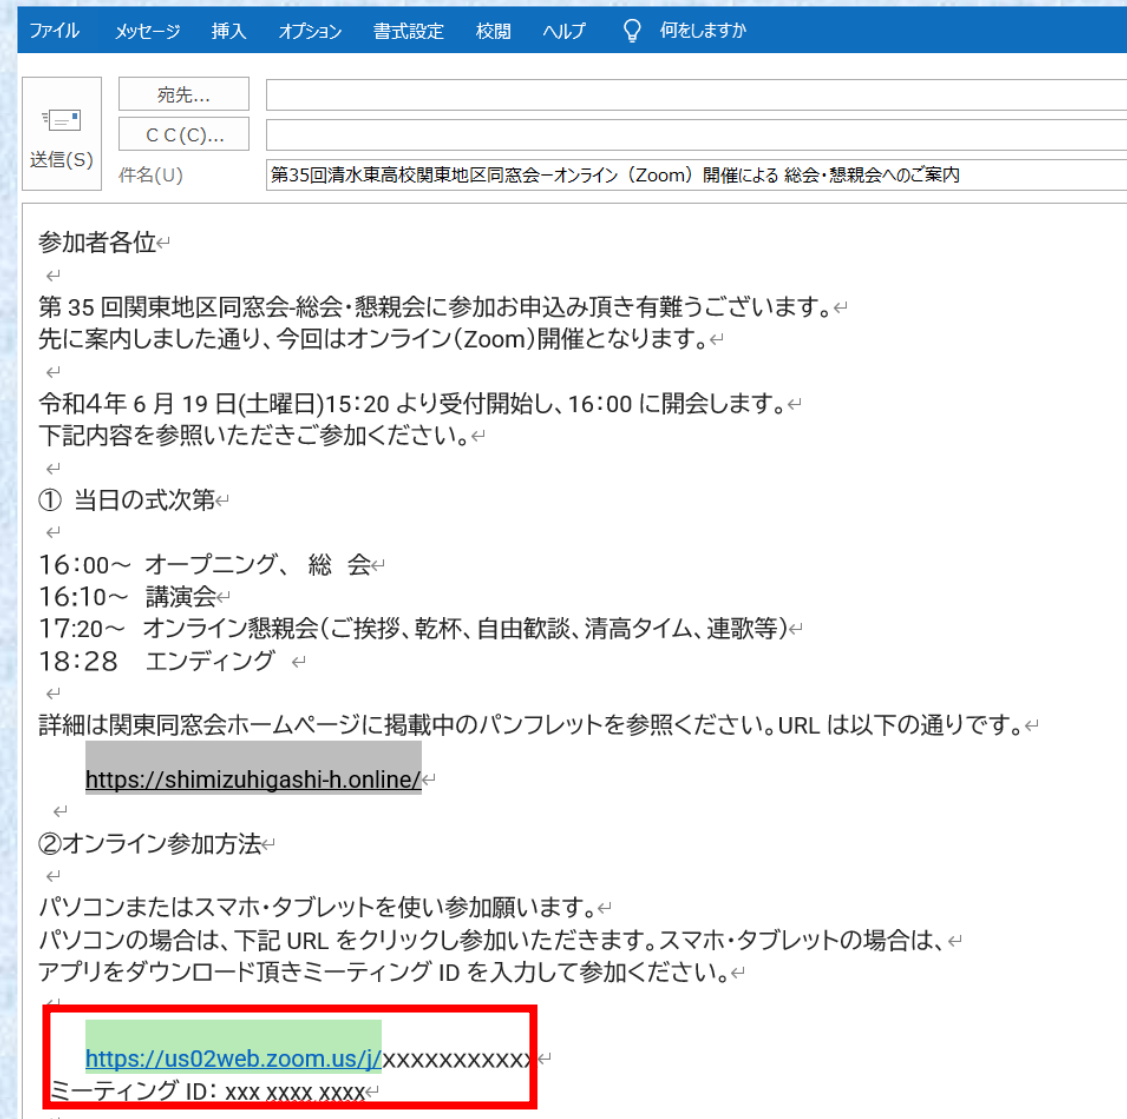 ファイル メッセージ 挿入 オプション 書式設定 校閲 ヘルプ 何をしますか
宛先...
CC(C)...
送信(S)
件名(U) 第35回清水東高校関東地区同窓会－オンライン（Zoom）開催による 総会・懇親会へのご案内
参加者各位↵
↵
第 35 回関東地区同窓会-総会・懇親会に参加お申込み頂き有難うございます。↵
先に案内しました通り、今回はオンライン（Zoom）開催となります。↵
↵
令和４年 6 月 19 日(土曜日)15：20 より受付開始し、16：00 に開会します。↵
下記内容を参照いただきご参加ください。↵
↵
① 当日の式次第↵
↵
16：00～ オープニング、 総 会↵
16:10～ 講演会↵
17:20～ オンライン懇親会（ご挨拶、乾杯、自由歓談、清高タイム、連歌等）↵
18：28 エンディング ↵
↵
詳細は関東同窓会ホームページに掲載中のパンフレットを参照ください。URL は以下の通りです。↵
https://shimizuhigashi-h.online/↵
↵
②オンライン参加方法↵
↵
パソコンまたはスマホ・タブレットを使い参加願います。↵
パソコンの場合は、下記 URL をクリックし参加いただきます。スマホ・タブレットの場合は、↵
アプリをダウンロード頂きミーティング ID を入力して参加ください。↵
↵
https://us02web.zoom.us/j/xxxxxxxxxxx↵
ミーティング ID： xxx xxxx xxxx↵